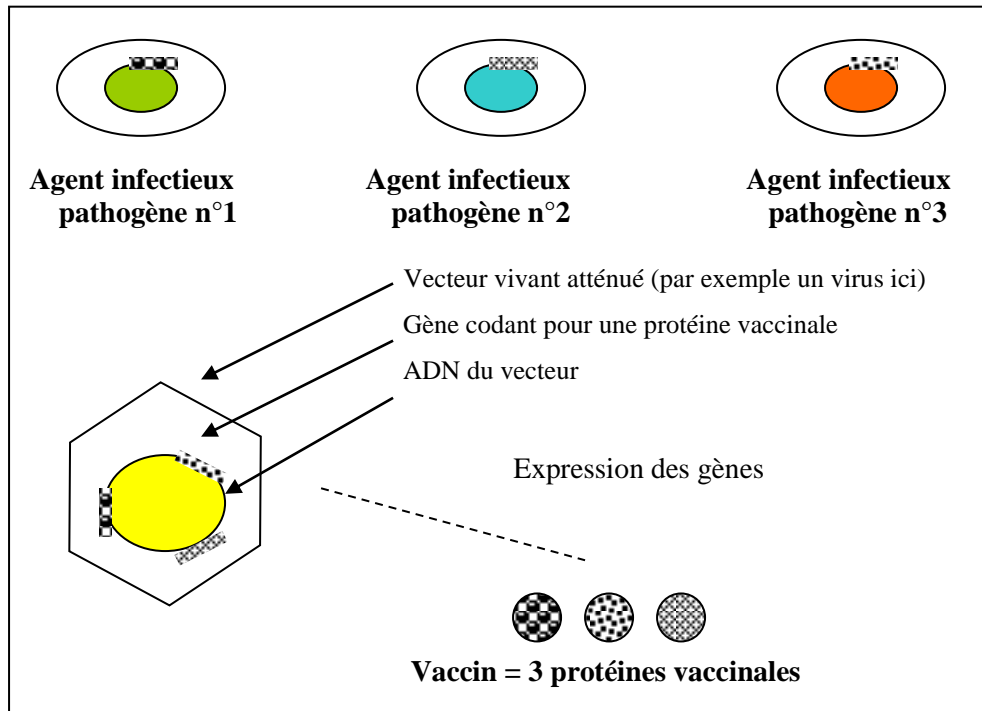 Agent infectieux
pathogène n°1
Agent infectieux
pathogène n°2
Agent infectieux
pathogène n°3
Vecteur vivant atténué (par exemple un virus ici)
Gène codant pour une protéine vaccinale
ADN du vecteur
Expression des gènes
Vaccin = 3 protéines vaccinales